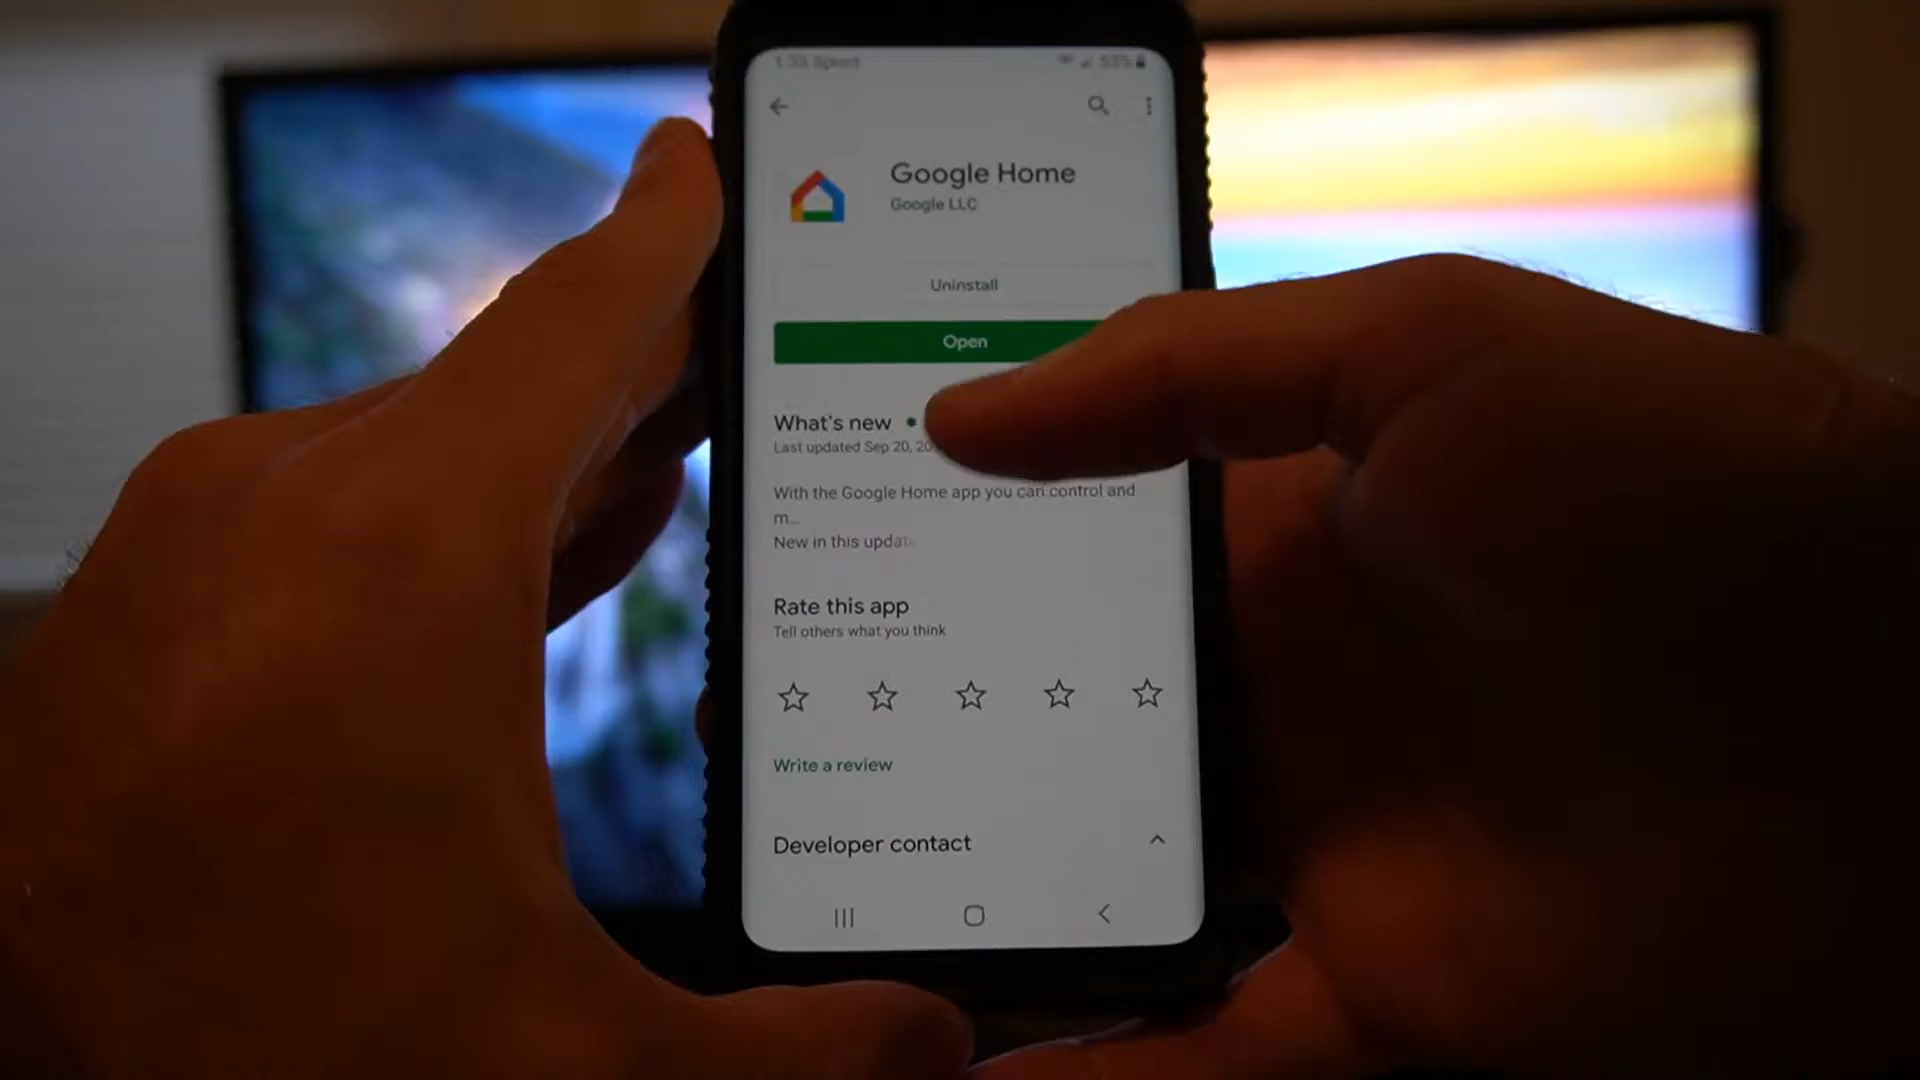 Google Home
Google LLC
Uninstall
Open
What's new
Last updated Sep 20, 20
With the Google Home app you can control and
m...
New in this updat
Rate this app
Tell others what you think
Write a review
Developer contact